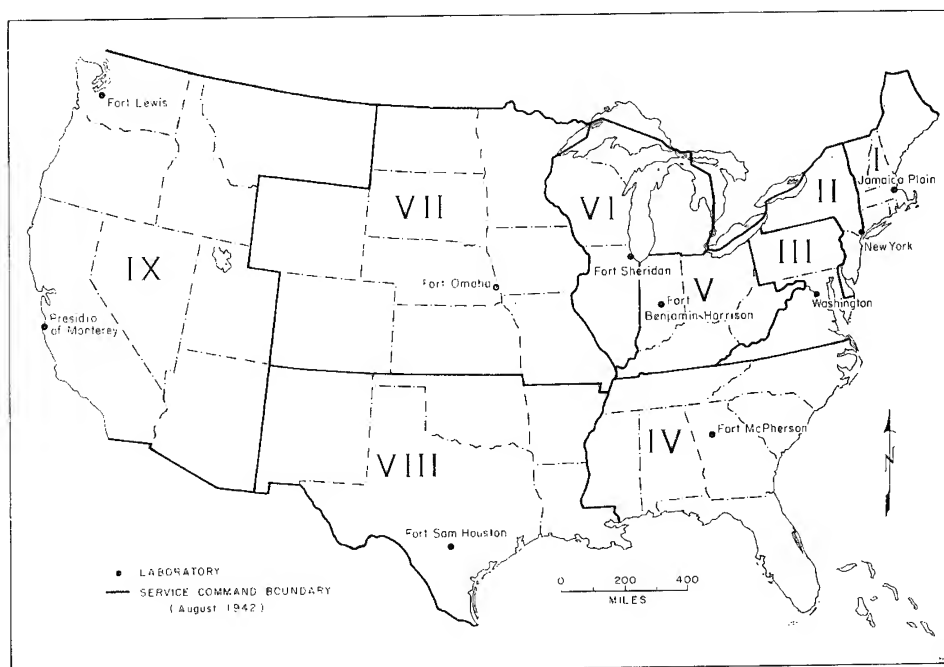 Fort Lewis
I
Jamaica Plain
II
VII
VI
New York
III
IX
Fort Sheridan
Fort Omaha
V
Fort
Benjamin Harrison
Washington
Presidio
of Monterey
IV
Fort McPherson
N
VIII
Fort Sam Houston
LABORATORY
SERVICE COMMAND BOUNDARY
(August 1942)
0 200 400
MILES